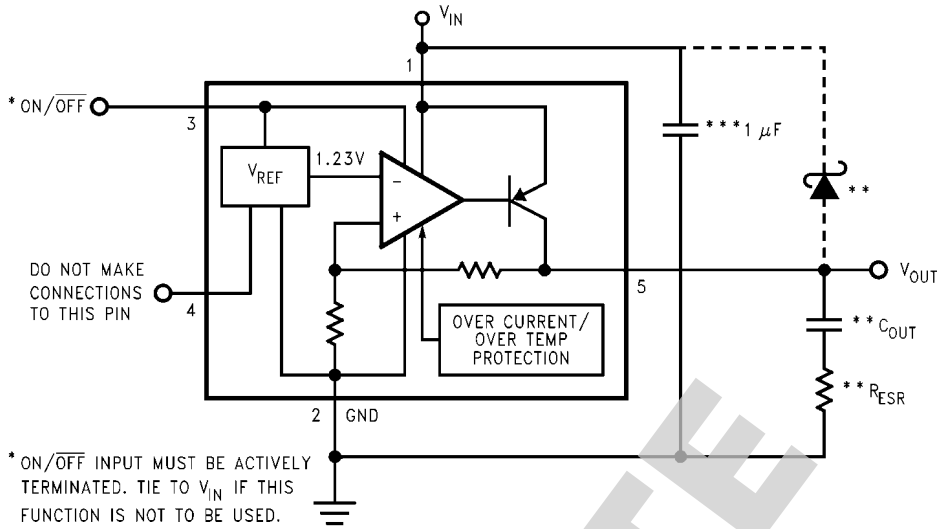 V_IN
1
* ON/OFF
3
***1 μF
V_REF
1.23V
−
+
**
DO NOT MAKE
CONNECTIONS
TO THIS PIN
4
5
V_OUT
OVER CURRENT/
OVER TEMP
PROTECTION
**C_OUT
**R_ESR
2 GND
* ON/OFF INPUT MUST BE ACTIVELY
TERMINATED. TIE TO V_IN IF THIS
FUNCTION IS NOT TO BE USED.